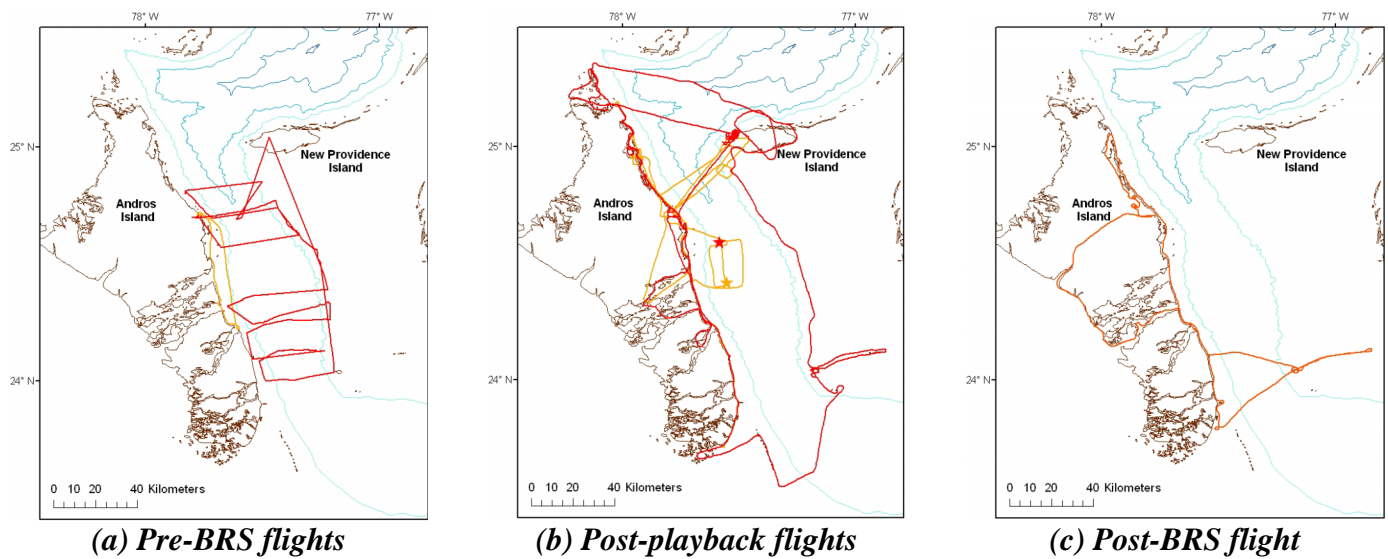 78° W 77° W
25° N
New Providence
Island
Andros
Island
24° N
0 10 20 40 Kilometers
(a) Pre-BRS flights
78° W 77° W
25° N
New Providence
Island
Andros
Island
24° N
0 10 20 40 Kilometers
(b) Post-playback flights
78° W 77° W
25° N
New Providence Island
Andros
Island
24° N
0 10 20 40 Kilometers
(c) Post-BRS flight